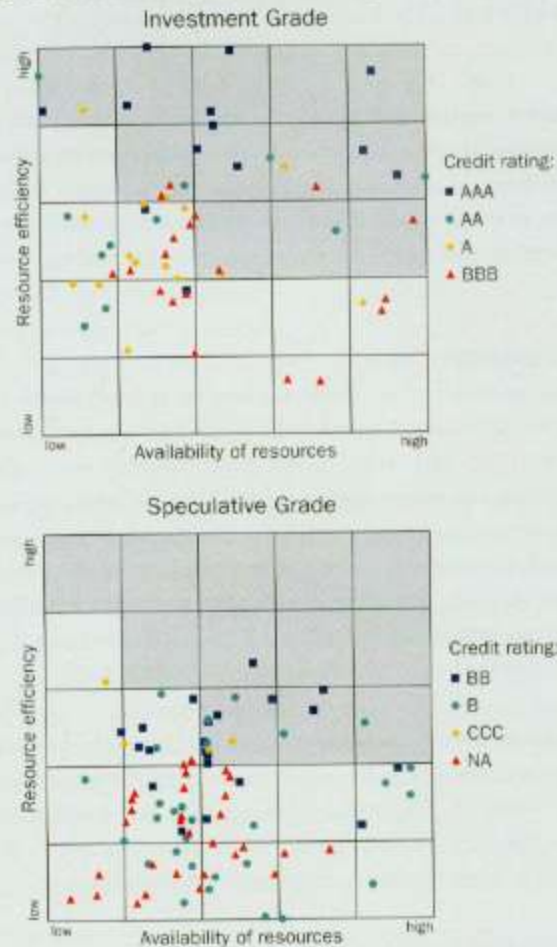 Investment Grade
high
Resource efficiency
low
low
Availability of resources
high
Credit rating:
AAA
AA
A
BBB
Speculative Grade
high
Resource efficiency
low
low
Availability of resources
high
Credit rating:
BB
B
CCC
NA